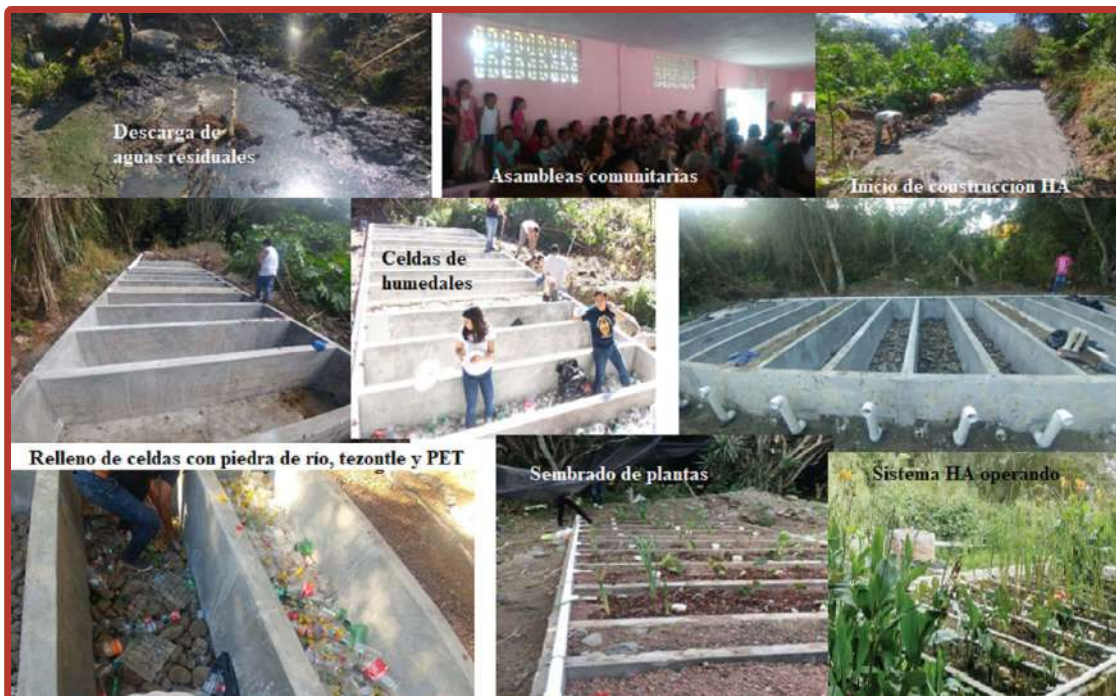 Descarga de
aguas residuales
Asambleas comunitarias
Inicio de construcción HA
Celdas de
humedales
Relleno de celdas con piedra de río, tezontle y PET
Sembrado de plantas
Sistema HA operando